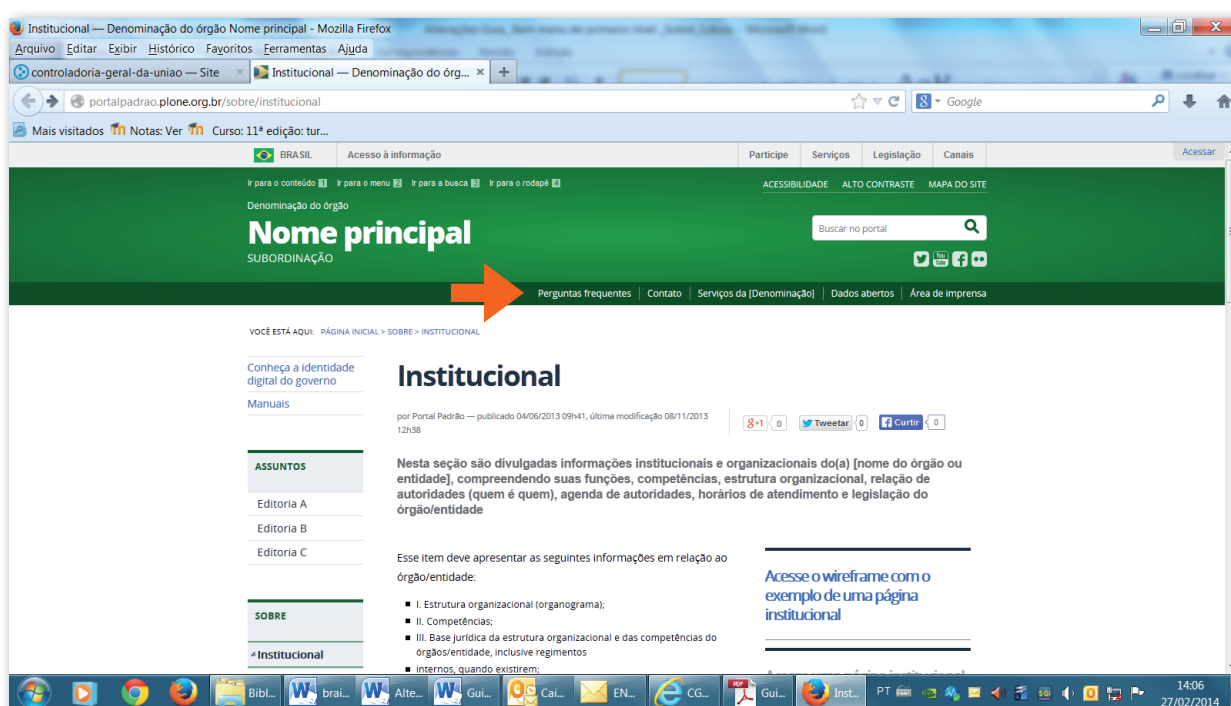 Institucional — Denominação do órgão Nome principal - Mozilla Firefox
Arquivo Editar Exibir Histórico Favoritos Ferramentas Ajuda
controladoria-geral-da-uniao — Site × Institucional — Denominação do órg... × +
portalpadrao.plone.org.br/sobre/institucional 8 Google
Mais visitados Notas: Ver Curso: 11ª edição: tur...
BRASIL Acesso à informação Participe Serviços Legislação Canais Acessar
Ir para o conteúdo 1 Ir para o menu 2 Ir para a busca 3 Ir para o rodapé 4 ACESSIBILIDADE ALTO CONTRASTE MAPA DO SITE
Denominação do órgão
Nome principal Buscar no portal
SUBORDINAÇÃO You Tube f
Perguntas frequentes | Contato | Serviços da [Denominação] | Dados abertos | Área de imprensa
VOCÊ ESTÁ AQUI: PÁGINA INICIAL > SOBRE > INSTITUCIONAL
Conheça a identidade
digital do governo
Manuais
ASSUNTOS
Editoria A
Editoria B
Editoria C
SOBRE
Institucional
Institucional
por Portal Padrão — publicado 04/06/2013 09h41, última modificação 08/11/2013
12h38
8+1 0 Tweetar 0 f Curtir 0
Nesta seção são divulgadas informações institucionais e organizacionais do(a) [nome do órgão ou
entidade], compreendendo suas funções, competências, estrutura organizacional, relação de
autoridades (quem é quem), agenda de autoridades, horários de atendimento e legislação do
órgão/entidade
Esse item deve apresentar as seguintes informações em relação ao
órgão/entidade:
■ I. Estrutura organizacional (organograma);
■ II. Competências;
■ III. Base jurídica da estrutura organizacional e das competências do
órgãos/entidade, inclusive regimentos
■ internos, quando existirem;
Acesse o wireframe com o
exemplo de uma página
institucional
Bibl... W brai... W Alte... W Gui... Cai... EN... CG... PDF Gui... Inst... PT 14:06
27/02/2014